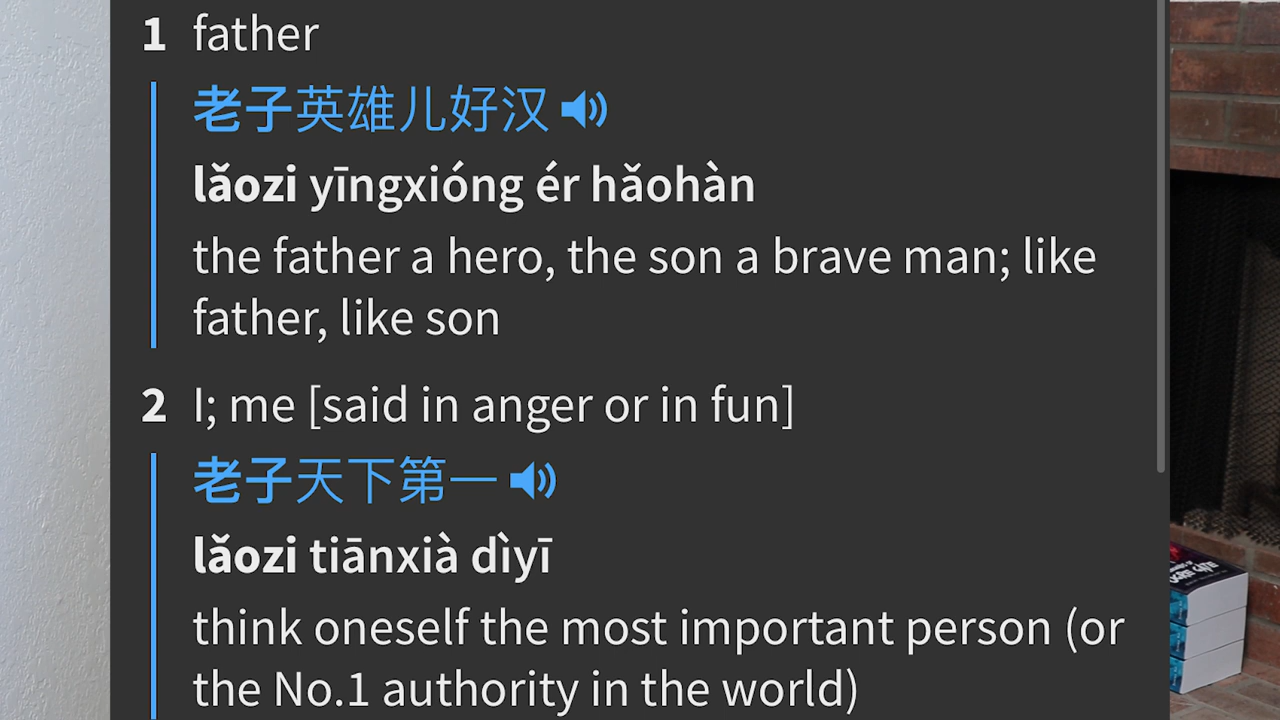 1 father
老子英雄儿好汉
lǎozi yīngxióng ér hǎohàn
the father a hero, the son a brave man; like
father, like son
2 I; me [said in anger or in fun]
老子天下第一
lǎozi tiānxià dìyī
think oneself the most important person (or
the No.1 authority in the world)